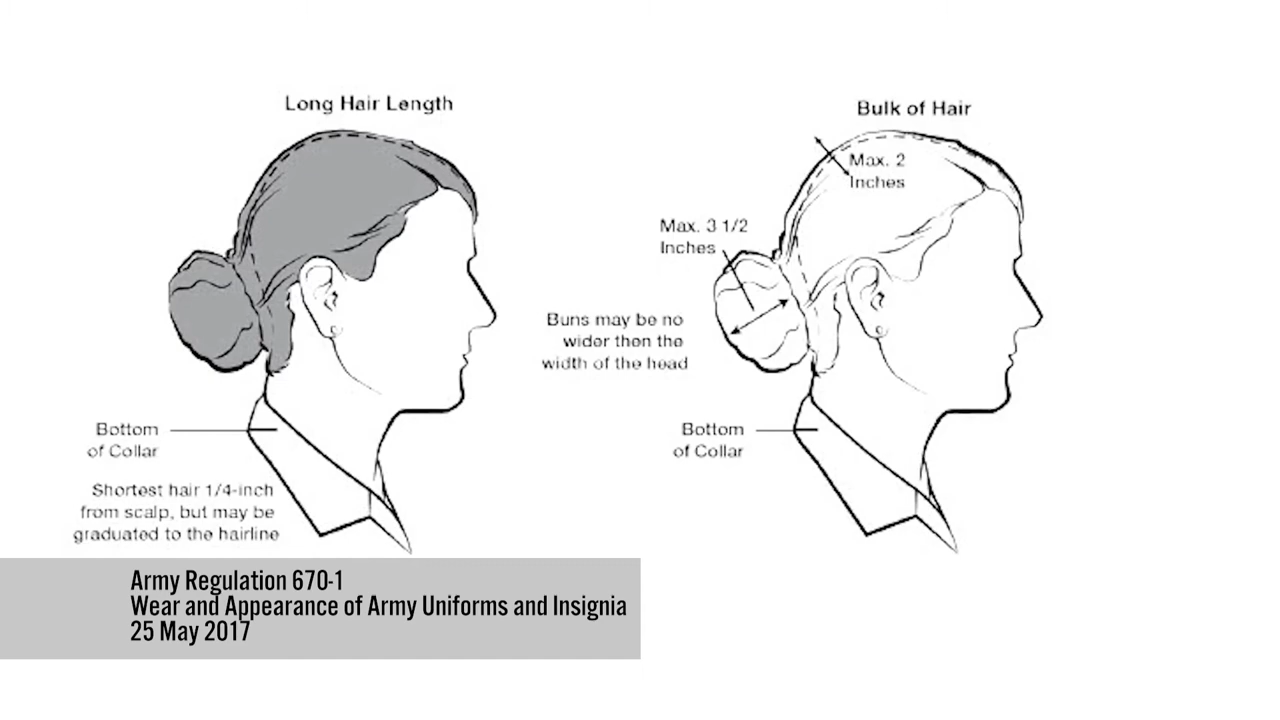 Long Hair Length
Bottom
of Collar
Shortest hair 1/4-inch
from scalp, but may be
graduated to the hairline
Bulk of Hair
Max. 2
Inches
Max. 3 1/2
Inches
Buns may be no
wider then the
width of the head
Bottom
of Collar
Army Regulation 670-1
Wear and Appearance of Army Uniforms and Insignia
25 May 2017